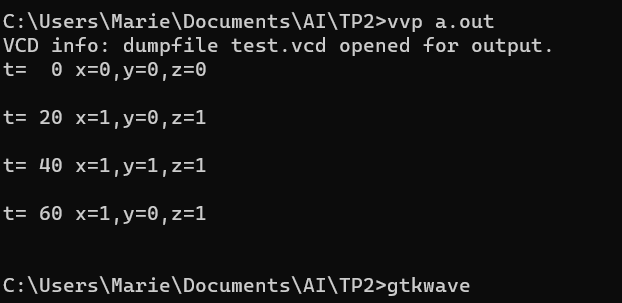 C:\Users\Marie\Documents\AI\TP2>vvp a.out
VCD info: dumpfile test.vcd opened for output.
t=  0 x=0,y=0,z=0
t= 20 x=1,y=0,z=1
t= 40 x=1,y=1,z=1
t= 60 x=1,y=0,z=1
C:\Users\Marie\Documents\AI\TP2>gtkwave